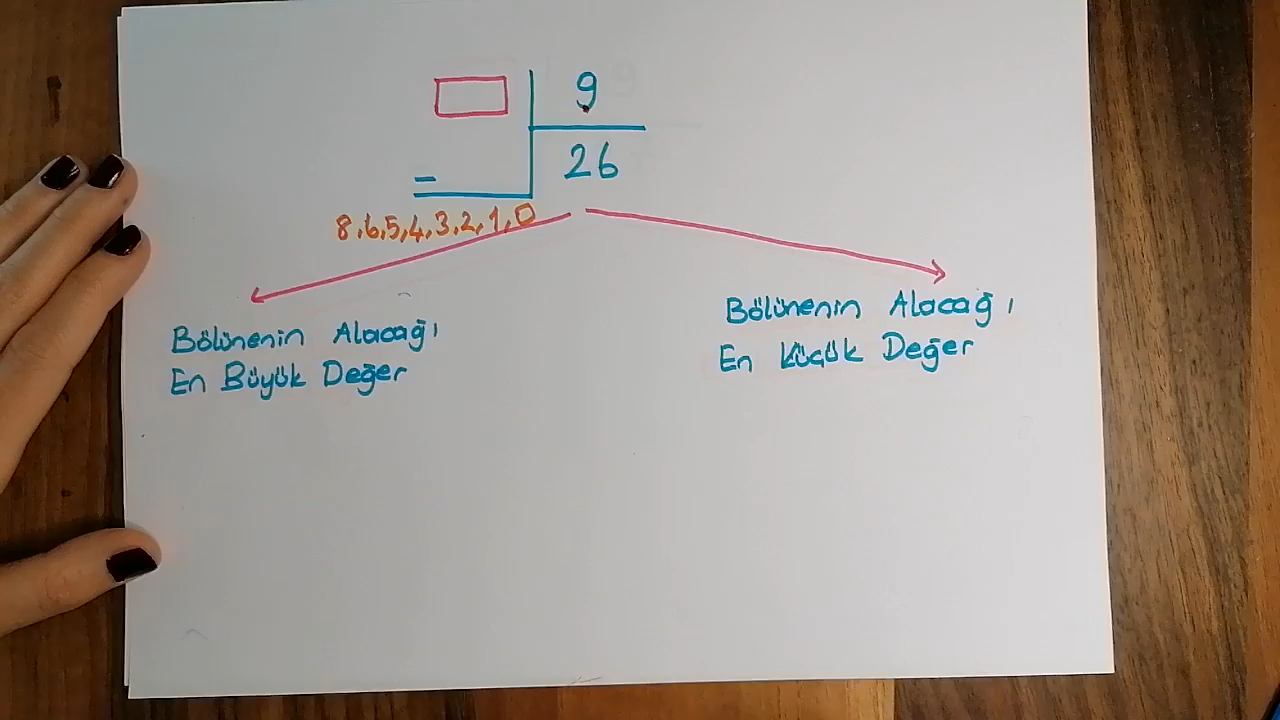 9
26
-
8,6,5,4,3,2,1,0
Bölünenin Alacağı
En Büyük Değer
Bölünenin Alacağı
En Küçük Değer